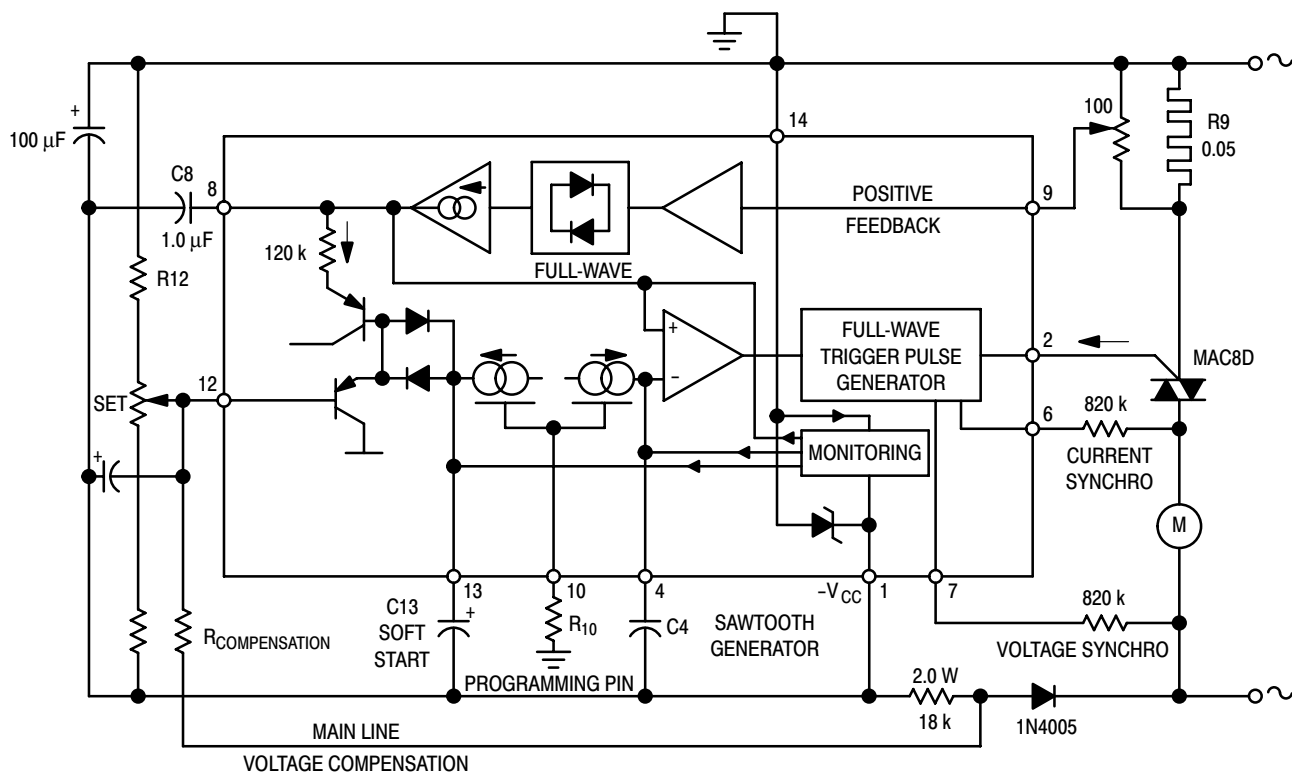 14
100
R9
0.05
+
100 μF
C8
8
1.0 μF
120 k
R12
FULL-WAVE
POSITIVE
FEEDBACK
9
+
−
FULL-WAVE
TRIGGER PULSE
GENERATOR
2
MAC8D
12
SET
6
820 k
CURRENT
SYNCHRO
MONITORING
+
M
13
10
4
–VCC
1
7
C13
SOFT
START
+
R10
C4
SAWTOOTH
GENERATOR
820 k
VOLTAGE SYNCHRO
RCOMPENSATION
PROGRAMMING PIN
2.0 W
18 k
1N4005
MAIN LINE
VOLTAGE COMPENSATION